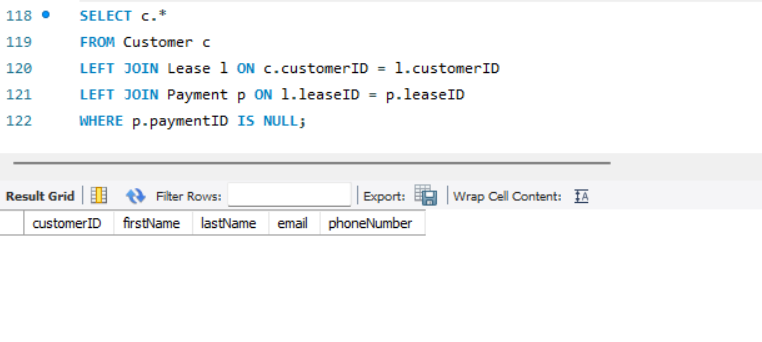 118 SELECT c.*
119 FROM Customer c
120 LEFT JOIN Lease l ON c.customerID = l.customerID
121 LEFT JOIN Payment p ON l.leaseID = p.leaseID
122 WHERE p.paymentID IS NULL;
Result Grid Filter Rows: Export: Wrap Cell Content: IA
customerID firstName lastName email phoneNumber